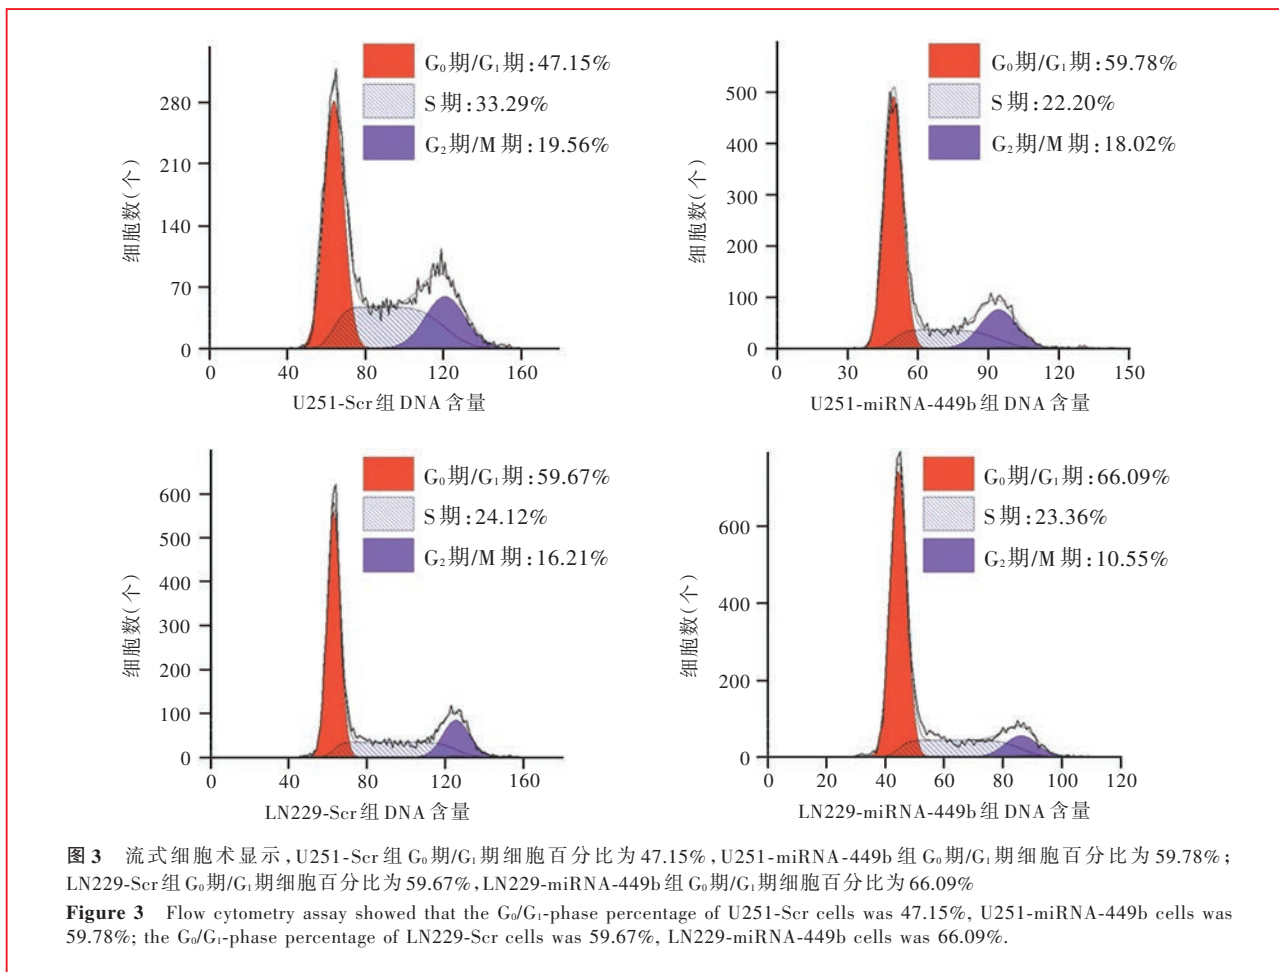 G₀期/G₁期:47.15%
S期:33.29%
G₂期/M期:19.56%
细胞数(个)
280
210
140
70
0
0 40 80 120 160
U251-Scr组DNA含量
G₀期/G₁期:59.78%
S期:22.20%
G₂期/M期:18.02%
细胞数(个)
500
400
300
200
100
0
0 30 60 90 120 150
U251-miRNA-449b组DNA含量
G₀期/G₁期:59.67%
S期:24.12%
G₂期/M期:16.21%
细胞数(个)
600
500
400
300
200
100
0
0 40 80 120 160
LN229-Scr组DNA含量
G₀期/G₁期:66.09%
S期:23.36%
G₂期/M期:10.55%
细胞数(个)
600
400
200
0
0 20 40 60 80 100 120
LN229-miRNA-449b组DNA含量
图3 流式细胞术显示,U251-Scr组G₀期/G₁期细胞百分比为47.15%,U251-miRNA-449b组G₀期/G₁期细胞百分比为59.78%;
LN229-Scr组G₀期/G₁期细胞百分比为59.67%,LN229-miRNA-449b组G₀期/G₁期细胞百分比为66.09%
Figure 3 Flow cytometry assay showed that the G₀/G₁-phase percentage of U251-Scr cells was 47.15%, U251-miRNA-449b cells was
59.78%; the G₀/G₁-phase percentage of LN229-Scr cells was 59.67%, LN229-miRNA-449b cells was 66.09%.